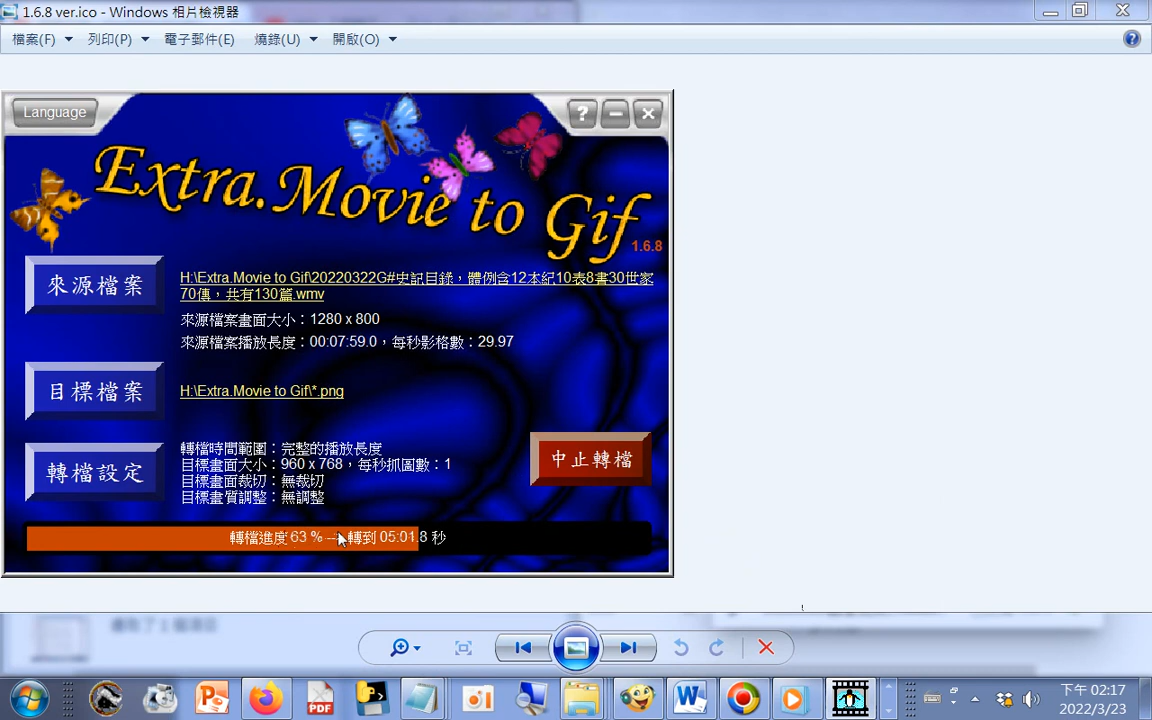 1.6.8 ver.ico - Windows 相片檢視器
檔案(F) 列印(P) 電子郵件(E) 燒錄(U) 開啟(O)
Language
Extra.Movie to Gif
1.6.8
來源檔案
H:\Extra.Movie to Gif\20220322G#史記目錄，體例含12本紀10表8書30世家
70傳，共有130篇.wmv
來源檔案畫面大小：1280 x 800
來源檔案播放長度：00:07:59.0，每秒影格數：29.97
目標檔案
H:\Extra.Movie to Gif\*.png
轉檔設定
轉檔時間範圍：完整的播放長度
目標畫面大小：960 x 768，每秒抓圖數：1
目標畫面裁切：無裁切
目標畫質調整：無調整
中止轉檔
轉檔進度 63 % --- 轉到 05:01.8 秒
PDF
下午 02:17
2022/3/23